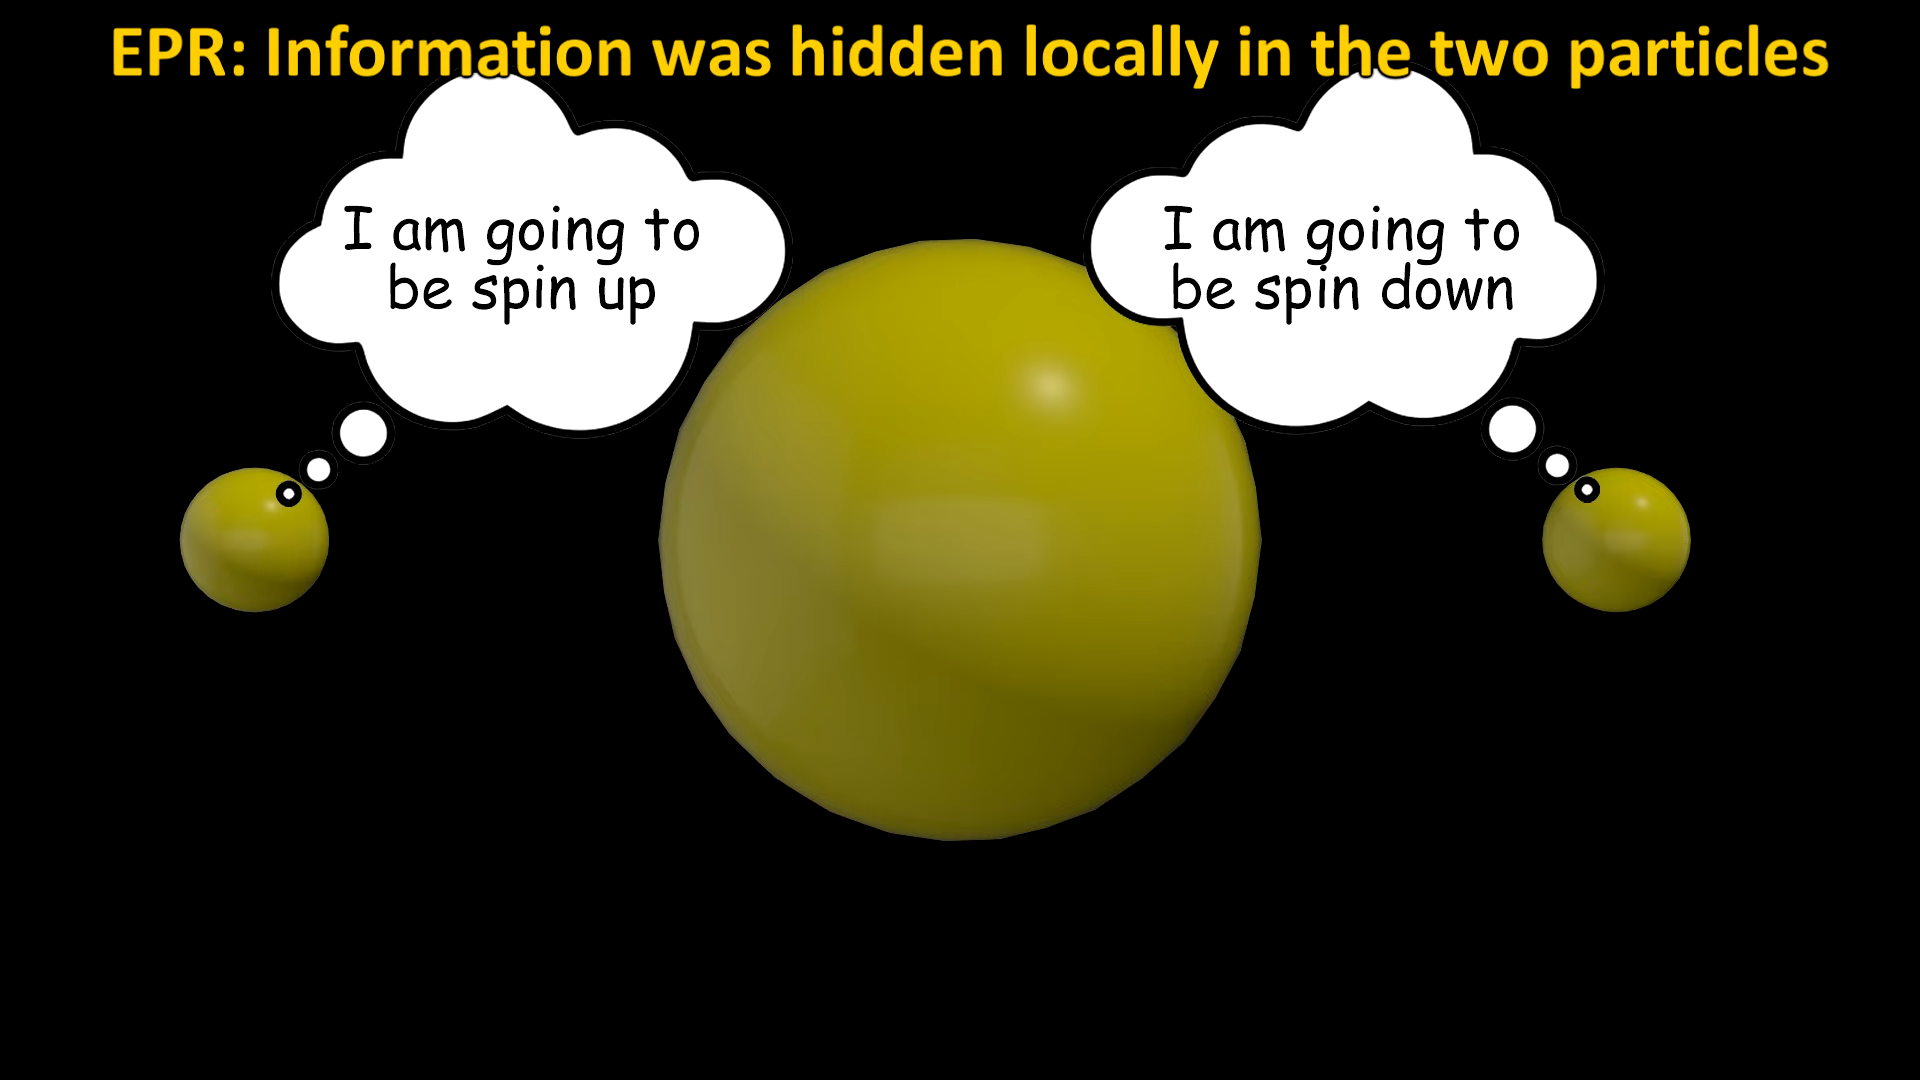 EPR: Information was hidden locally in the two particles
I am going to
be spin up
I am going to
be spin down